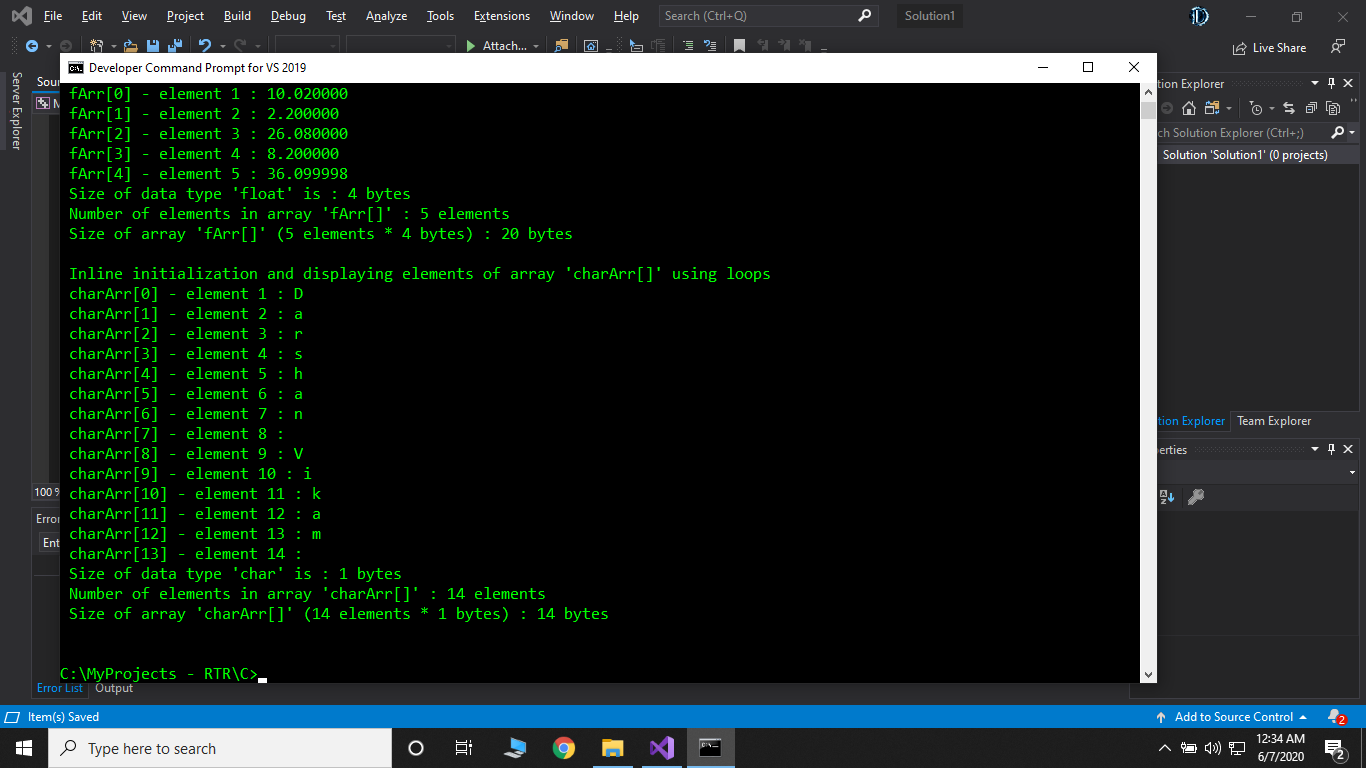 File Edit View Project Build Debug Test Analyze Tools Extensions Window Help Search (Ctrl+Q) Solution1
Attach... Live Share
Developer Command Prompt for VS 2019
Server Explorer
Sou
M
fArr[0] - element 1 : 10.020000
fArr[1] - element 2 : 2.200000
fArr[2] - element 3 : 26.080000
fArr[3] - element 4 : 8.200000
fArr[4] - element 5 : 36.099998
Size of data type 'float' is : 4 bytes
Number of elements in array 'fArr[]' : 5 elements
Size of array 'fArr[]' (5 elements * 4 bytes) : 20 bytes
Inline initialization and displaying elements of array 'charArr[]' using loops
charArr[0] - element 1 : D
charArr[1] - element 2 : a
charArr[2] - element 3 : r
charArr[3] - element 4 : s
charArr[4] - element 5 : h
charArr[5] - element 6 : a
charArr[6] - element 7 : n
charArr[7] - element 8 :
charArr[8] - element 9 : V
charArr[9] - element 10 : i
charArr[10] - element 11 : k
charArr[11] - element 12 : a
charArr[12] - element 13 : m
charArr[13] - element 14 :
Size of data type 'char' is : 1 bytes
Number of elements in array 'charArr[]' : 14 elements
Size of array 'charArr[]' (14 elements * 1 bytes) : 14 bytes
C:\MyProjects - RTR\C>
tion Explorer
ch Solution Explorer (Ctrl+;)
Solution 'Solution1' (0 projects)
tion Explorer Team Explorer
erties
100 %
Error
Ent
Error List Output
Item(s) Saved Add to Source Control 2
Type here to search
12:34 AM
6/7/2020
2